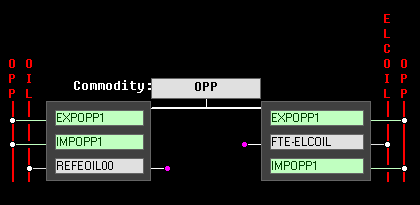 OPP
OIL
Commodity: OPP
EXPOPP1
IMPOPP1
REFEOIL00
EXPOPP1
FTE-ELCOIL
IMPOPP1
ELCOIL
OPP